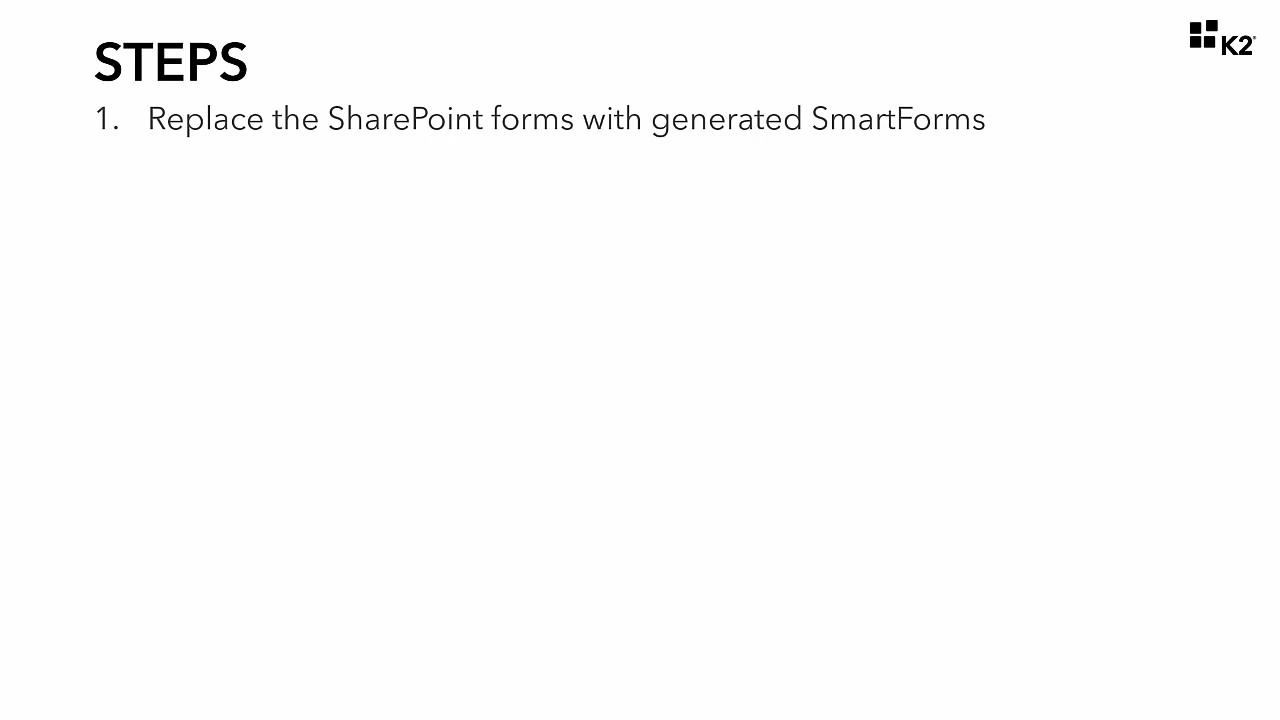 STEPS
K2
1. Replace the SharePoint forms with generated SmartForms